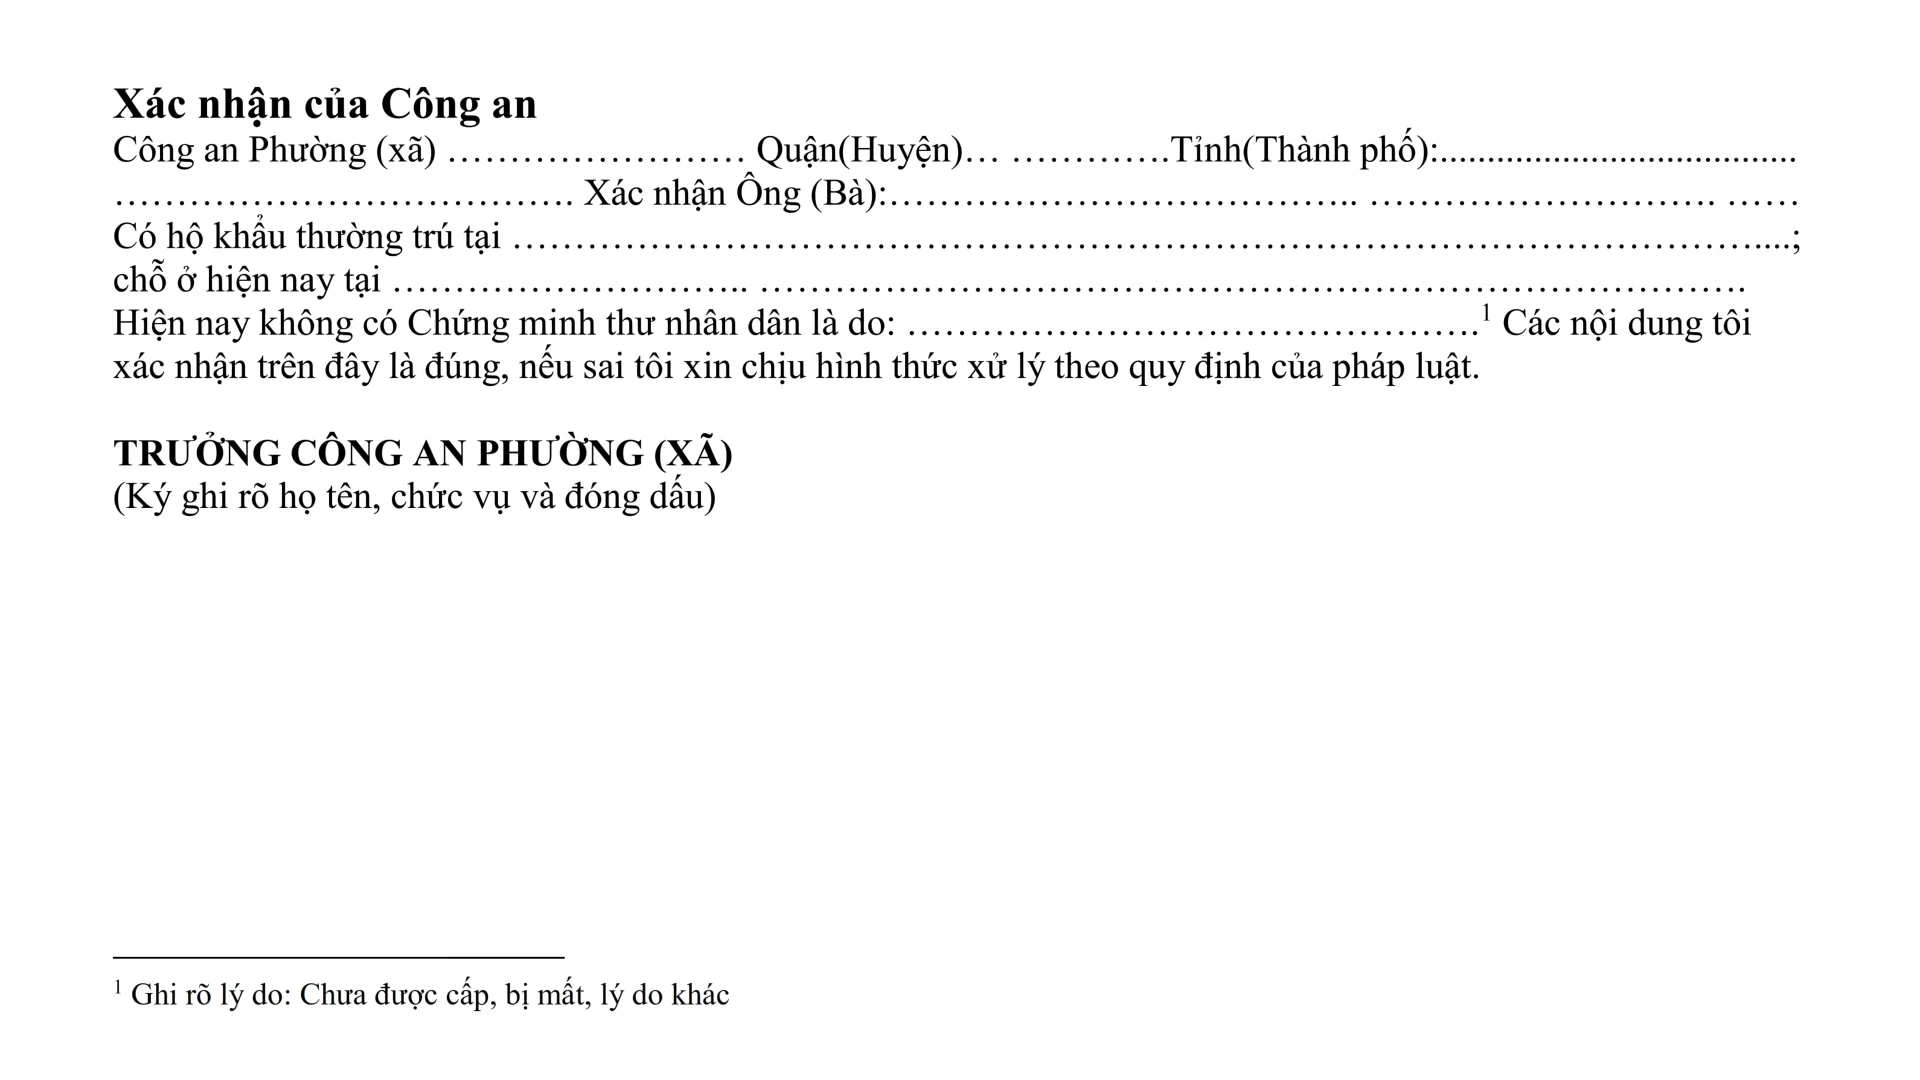 Xác nhận của Công an
Công an Phường (xã) …………………… Quận(Huyện)… ………….Tỉnh(Thành phố):......................................
………………………………. Xác nhận Ông (Bà):……………………………….. ………………………. ……
Có hộ khẩu thường trú tại ………………………………………………………………………………………....;
chỗ ở hiện nay tại ……………………….. …………………………………………………………………….
Hiện nay không có Chứng minh thư nhân dân là do: ……………………………………….¹ Các nội dung tôi
xác nhận trên đây là đúng, nếu sai tôi xin chịu hình thức xử lý theo quy định của pháp luật.
TRƯỞNG CÔNG AN PHƯỜNG (XÃ)
(Ký ghi rõ họ tên, chức vụ và đóng dấu)
¹ Ghi rõ lý do: Chưa được cấp, bị mất, lý do khác